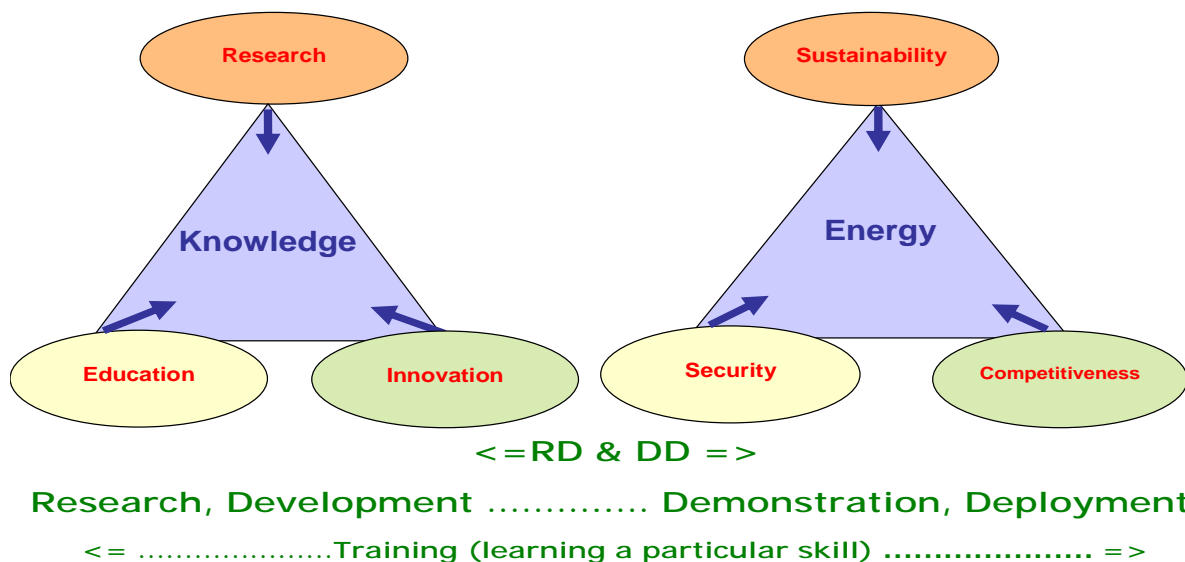 Research
Sustainability
Knowledge
Energy
Education
Innovation
Security
Competitiveness
<=RD & DD =>
Research, Development .............. Demonstration, Deployment
<= .....................Training (learning a particular skill) ..................... =>